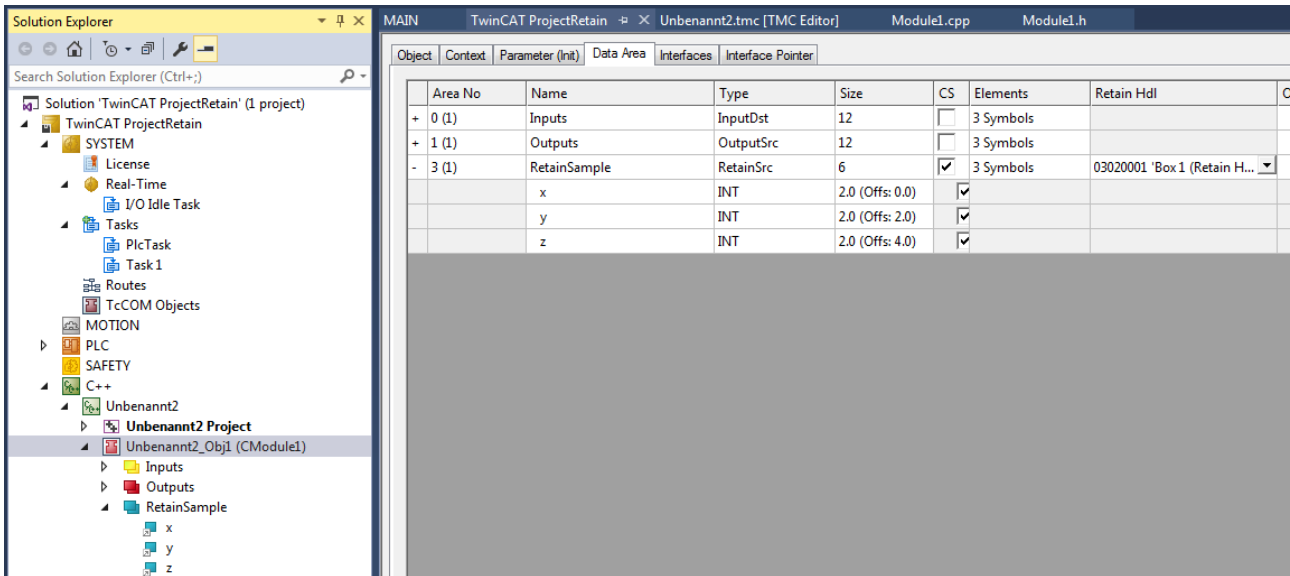 Solution Explorer
Search Solution Explorer (Ctrl+;)
Solution 'TwinCAT ProjectRetain' (1 project)
TwinCAT ProjectRetain
SYSTEM
License
Real-Time
I/O Idle Task
Tasks
PlcTask
Task 1
Routes
TcCOM Objects
MOTION
PLC
SAFETY
C++
Unbenannt2
Unbenannt2 Project
Unbenannt2_Obj1 (CModule1)
Inputs
Outputs
RetainSample
x
y
z
MAIN TwinCAT ProjectRetain Unbenannt2.tmc [TMC Editor] Module1.cpp Module1.h
Object Context Parameter (Init) Data Area Interfaces Interface Pointer
Area No Name Type Size CS Elements Retain Hdl
+ 0 (1) Inputs InputDst 12 3 Symbols
+ 1 (1) Outputs OutputSrc 12 3 Symbols
- 3 (1) RetainSample RetainSrc 6 3 Symbols 03020001 'Box 1 (Retain H...
x INT 2.0 (Offs: 0.0)
y INT 2.0 (Offs: 2.0)
z INT 2.0 (Offs: 4.0)